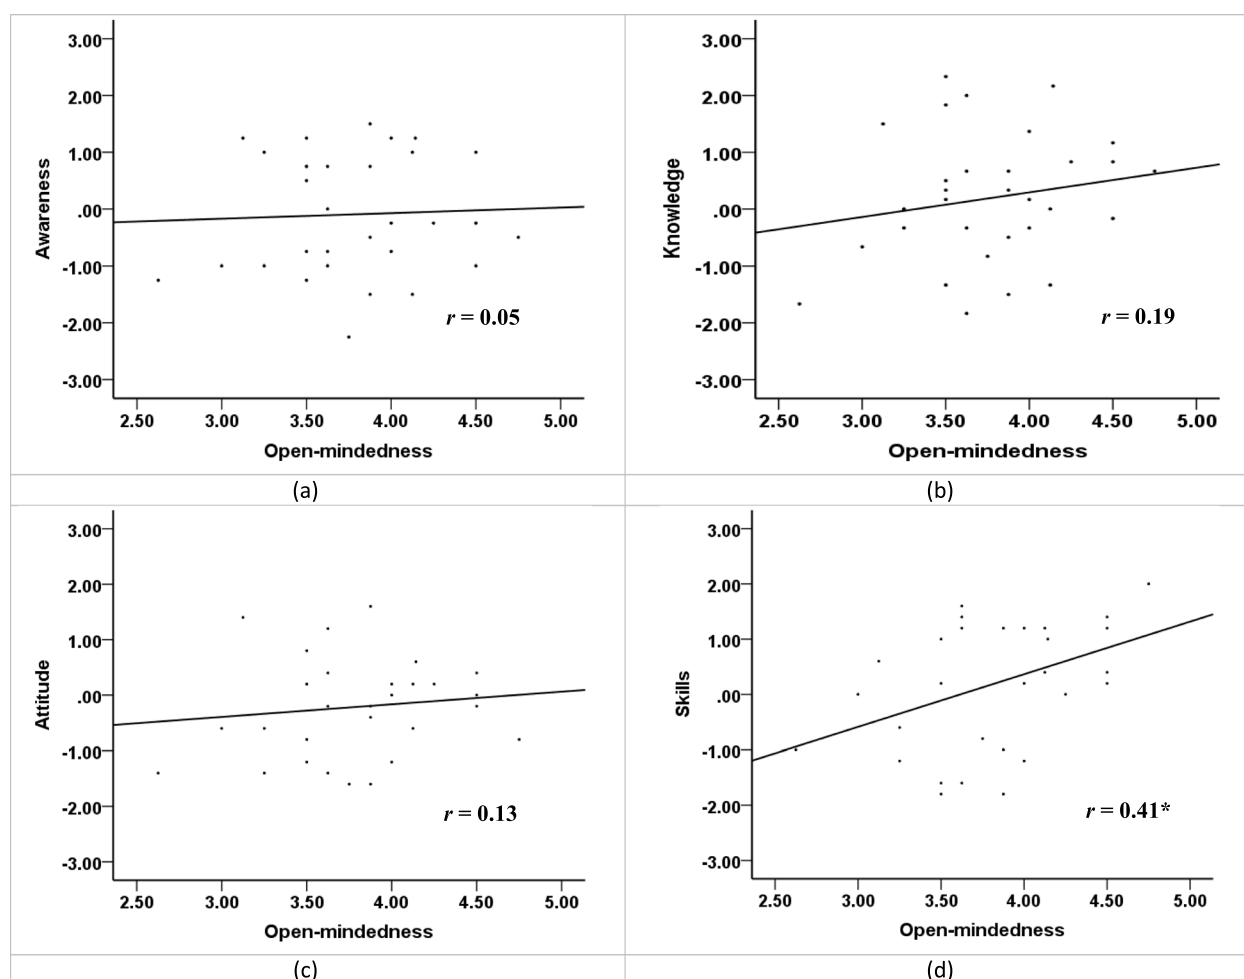 3.00
2.00
1.00
.00
-1.00
-2.00
-3.00
Awareness
r = 0.05
2.50 3.00 3.50 4.00 4.50 5.00
Open-mindedness
(a)
3.00
2.00
1.00
.00
-1.00
-2.00
-3.00
Knowledge
r = 0.19
2.50 3.00 3.50 4.00 4.50 5.00
Open-mindedness
(b)
3.00
2.00
1.00
.00
-1.00
-2.00
-3.00
Attitude
r = 0.13
2.50 3.00 3.50 4.00 4.50 5.00
Open-mindedness
(c)
3.00
2.00
1.00
.00
-1.00
-2.00
-3.00
Skills
r = 0.41*
2.50 3.00 3.50 4.00 4.50 5.00
Open-mindedness
(d)